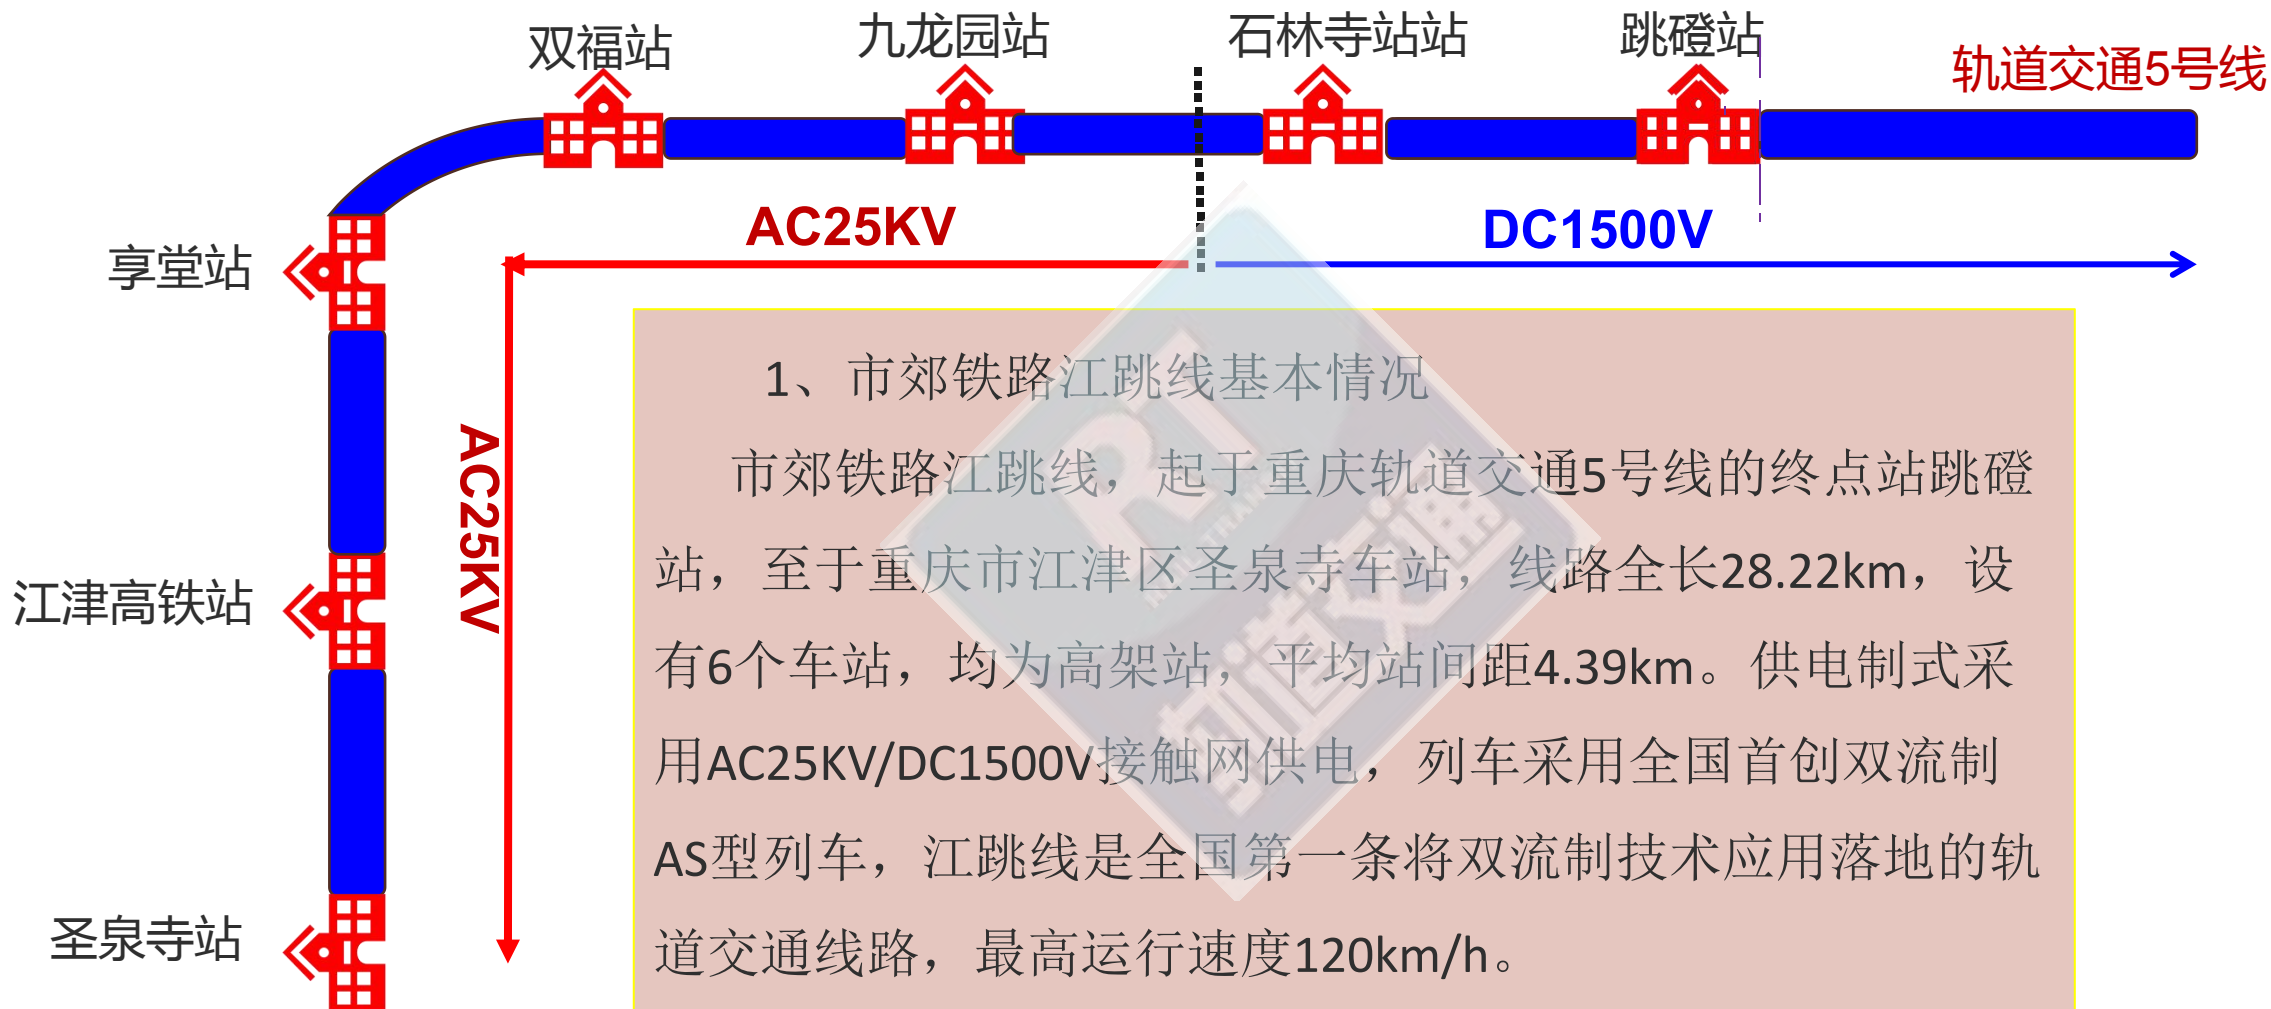 双福站
九龙园站
石林寺站站
跳磴站
轨道交通5号线
AC25KV
DC1500V
享堂站
江津高铁站
圣泉寺站
AC25KV
1、市郊铁路江跳线基本情况
市郊铁路江跳线，起于重庆轨道交通5号线的终点站跳磴
站，至于重庆市江津区圣泉寺车站，线路全长28.22km，设
有6个车站，均为高架站，平均站间距4.39km。供电制式采
用AC25KV/DC1500V接触网供电，列车采用全国首创双流制
AS型列车，江跳线是全国第一条将双流制技术应用落地的轨
道交通线路，最高运行速度120km/h。
RT
轨道交通